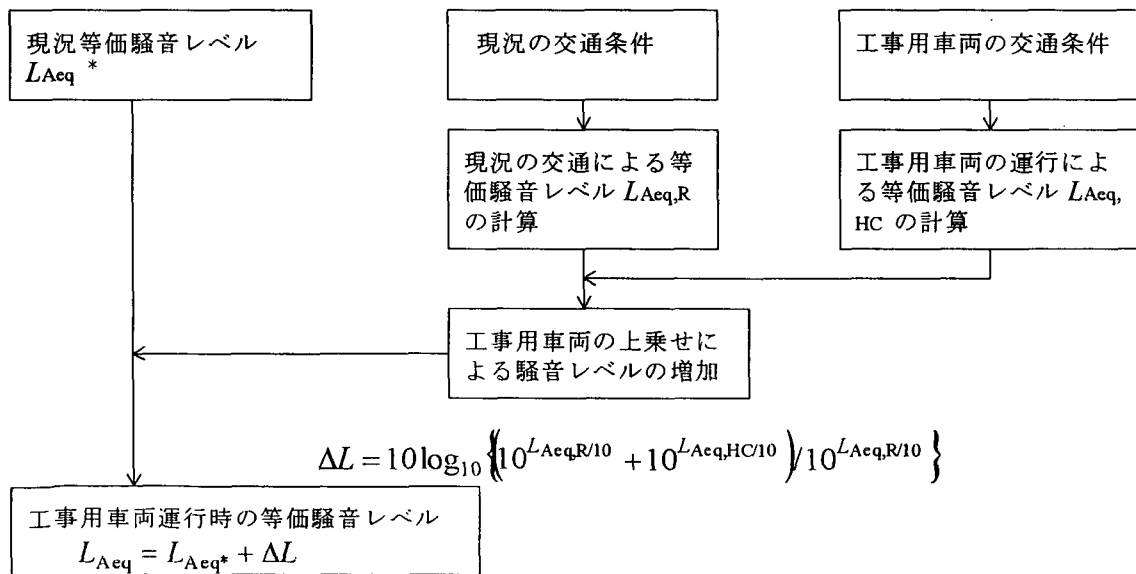 現況等価騒音レベル
LAeq *
現況の交通条件
工事用車両の交通条件
現況の交通による等
価騒音レベル LAeq,R
の計算
工事用車両の運行によ
る等価騒音レベル LAeq,
HC の計算
工事用車両の上乗せに
よる騒音レベルの増加
ΔL = 10log₁₀{(10^{LAeq,R/10} + 10^{LAeq,HC/10})/10^{LAeq,R/10}}
工事用車両運行時の等価騒音レベル
LAeq = LAeq* + ΔL